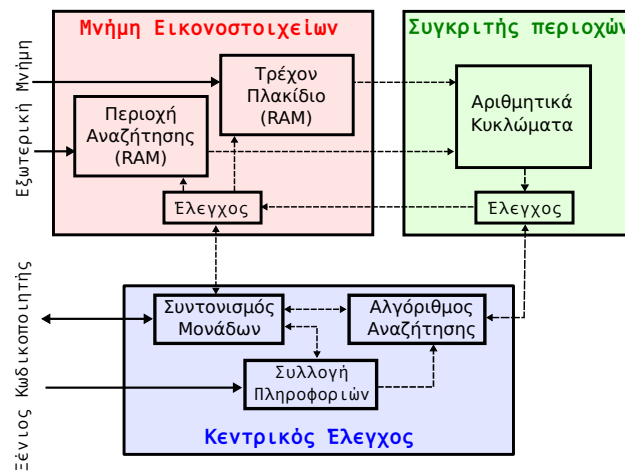 Μνήμη Εικονοστοιχείων
Συγκριτής περιοχών
Εξωτερική Μνήμη
Τρέχον
Πλακίδιο
(RAM)
Περιοχή
Αναζήτησης
(RAM)
Αριθμητικά
Κυκλώματα
Έλεγχος
Έλεγχος
Ξένιος Κωδικοποιητής
Συντονισμός
Μονάδων
Αλγόριθμος
Αναζήτησης
Συλλογή
Πληροφοριών
Κεντρικός Έλεγχος